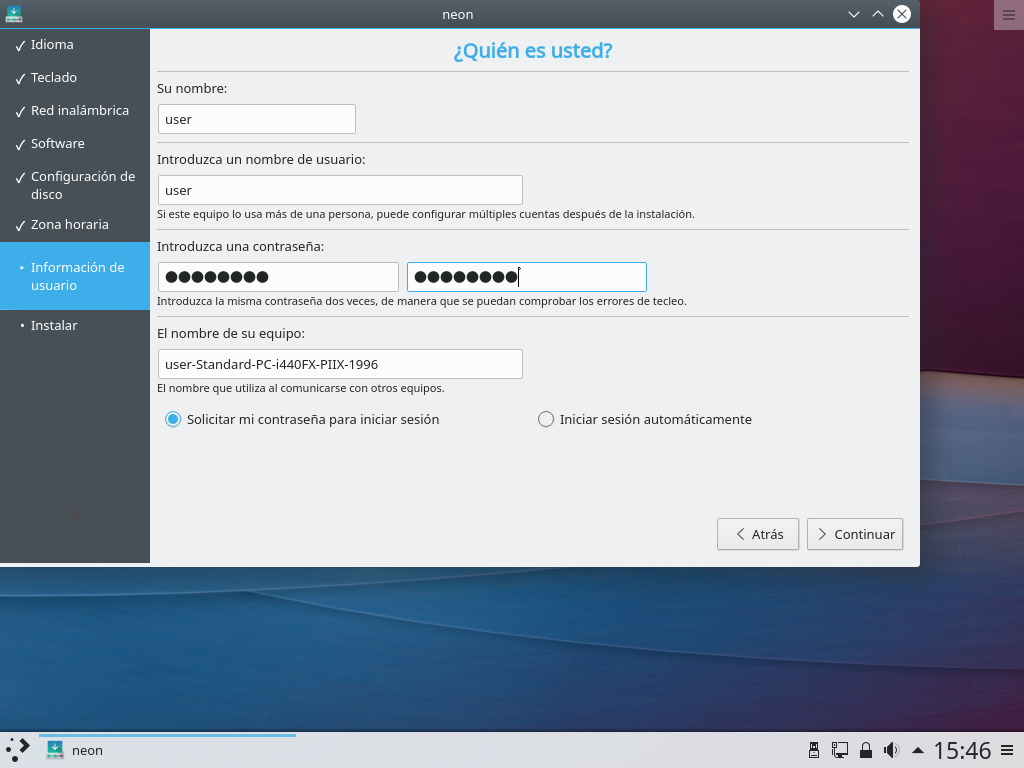 neon
Idioma
Teclado
Red inalámbrica
Software
Configuración de
disco
Zona horaria
Información de
usuario
Instalar
¿Quién es usted?
Su nombre:
user
Introduzca un nombre de usuario:
user
Si este equipo lo usa más de una persona, puede configurar múltiples cuentas después de la instalación.
Introduzca una contraseña:
●●●●●●●● ●●●●●●●●
Introduzca la misma contraseña dos veces, de manera que se puedan comprobar los errores de tecleo.
El nombre de su equipo:
user-Standard-PC-i440FX-PIIX-1996
El nombre que utiliza al comunicarse con otros equipos.
Solicitar mi contraseña para iniciar sesión Iniciar sesión automáticamente
Atrás Continuar
neon 15:46